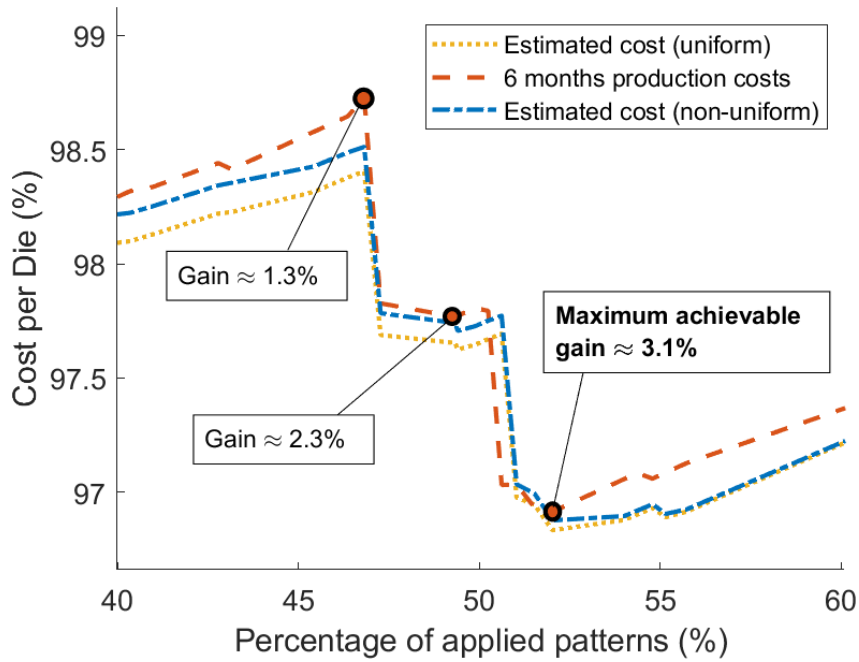 99
98.5
98
97.5
97
Cost per Die (%)
Estimated cost (uniform)
6 months production costs
Estimated cost (non-uniform)
Gain ≈ 1.3%
Maximum achievable
gain ≈ 3.1%
Gain ≈ 2.3%
40
45
50
55
60
Percentage of applied patterns (%)